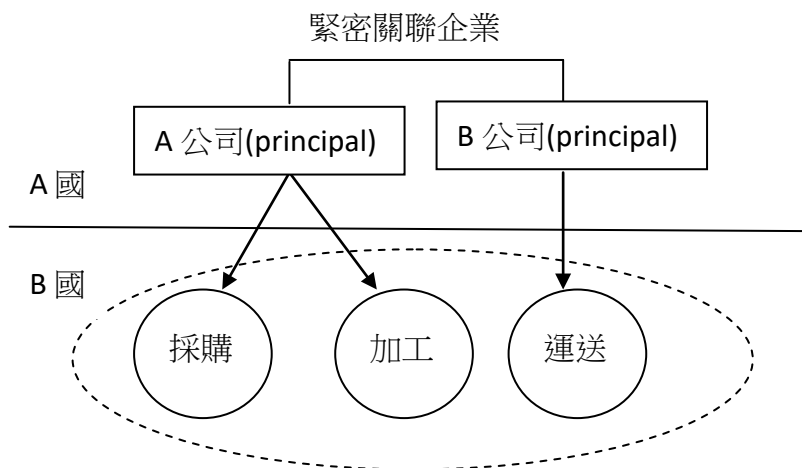 緊密關聯企業
A 公司(principal)
B 公司(principal)
A 國
B 國
採購
加工
運送